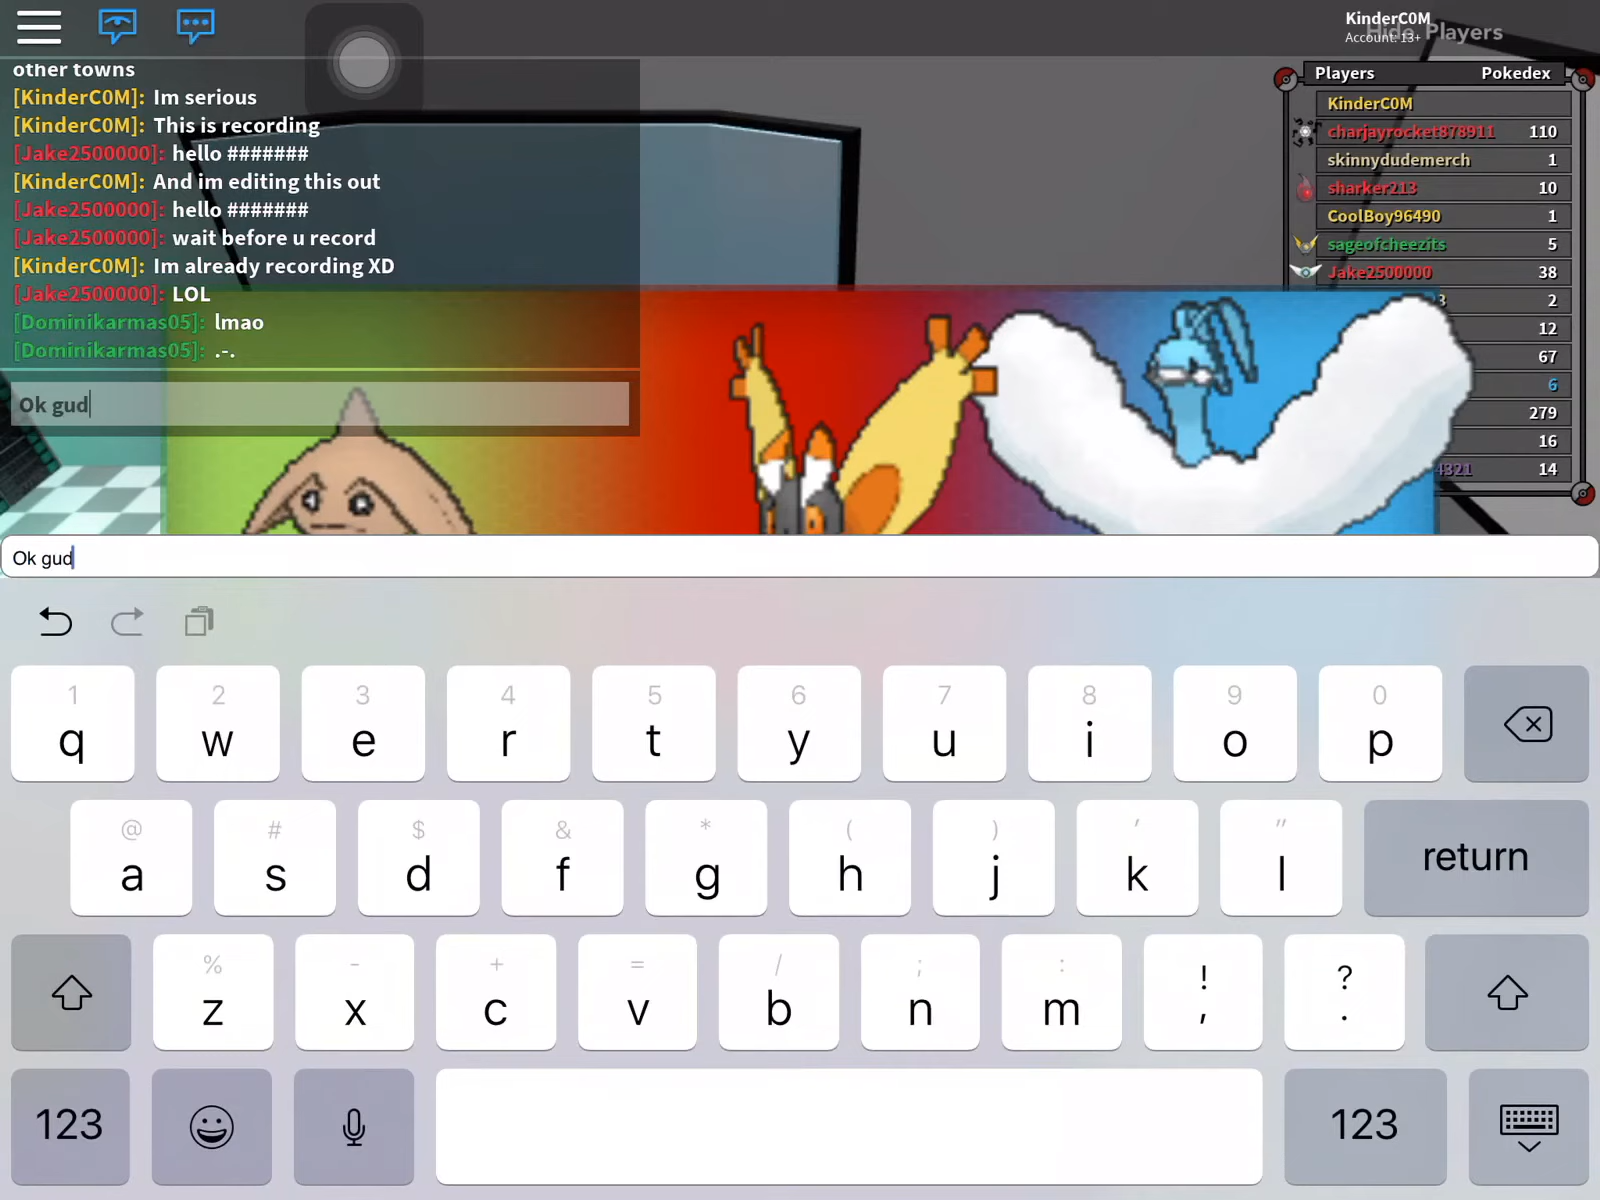 KinderC0M
Account: 13+
Hide Players
other towns
[KinderC0M]: Im serious
[KinderC0M]: This is recording
[Jake2500000]: hello #######
[KinderC0M]: And im editing this out
[Jake2500000]: hello #######
[Jake2500000]: wait before u record
[KinderC0M]: Im already recording XD
[Jake2500000]: LOL
[Dominikarmas05]: lmao
[Dominikarmas05]: .-.
Ok gud
Players Pokedex
KinderC0M
charjayrocket878911 110
skinnydudemerch 1
sharker213 10
CoolBoy96490 1
sageofcheezits 5
Jake2500000 38
3 2
12
67
6
279
16
4321 14
Ok gud
1 2 3 4 5 6 7 8 9 0
q w e r t y u i o p
@ # $ & * ( ) ' "
a s d f g h j k l return
% - + = / ; : ! ?
z x c v b n m , .
123 123